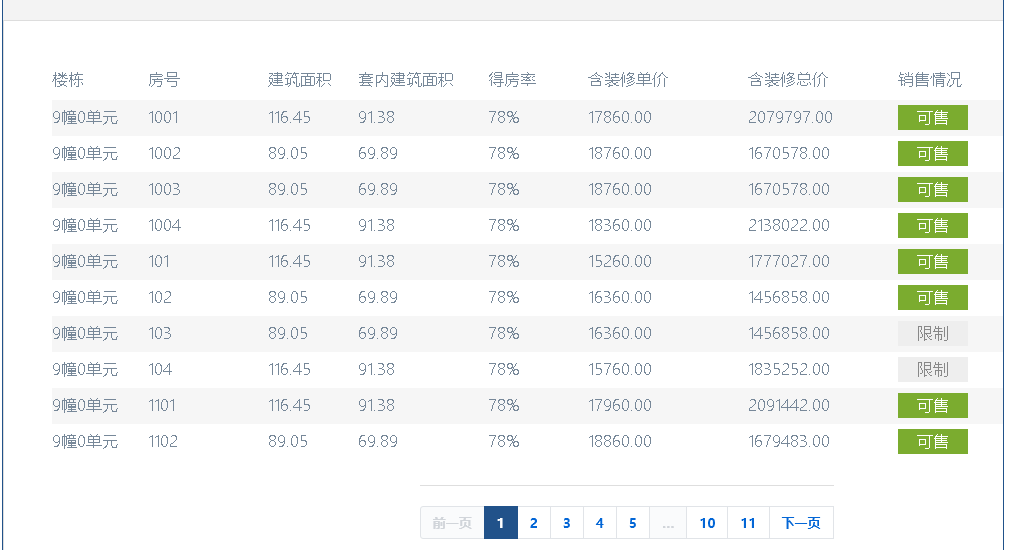 楼栋 房号 建筑面积 套内建筑面积 得房率 含装修单价 含装修总价 销售情况
9幢0单元 1001 116.45 91.38 78% 17860.00 2079797.00 可售
9幢0单元 1002 89.05 69.89 78% 18760.00 1670578.00 可售
9幢0单元 1003 89.05 69.89 78% 18760.00 1670578.00 可售
9幢0单元 1004 116.45 91.38 78% 18360.00 2138022.00 可售
9幢0单元 101 116.45 91.38 78% 15260.00 1777027.00 可售
9幢0单元 102 89.05 69.89 78% 16360.00 1456858.00 可售
9幢0单元 103 89.05 69.89 78% 16360.00 1456858.00 限制
9幢0单元 104 116.45 91.38 78% 15760.00 1835252.00 限制
9幢0单元 1101 116.45 91.38 78% 17960.00 2091442.00 可售
9幢0单元 1102 89.05 69.89 78% 18860.00 1679483.00 可售
前一页 1 2 3 4 5 ... 10 11 下一页